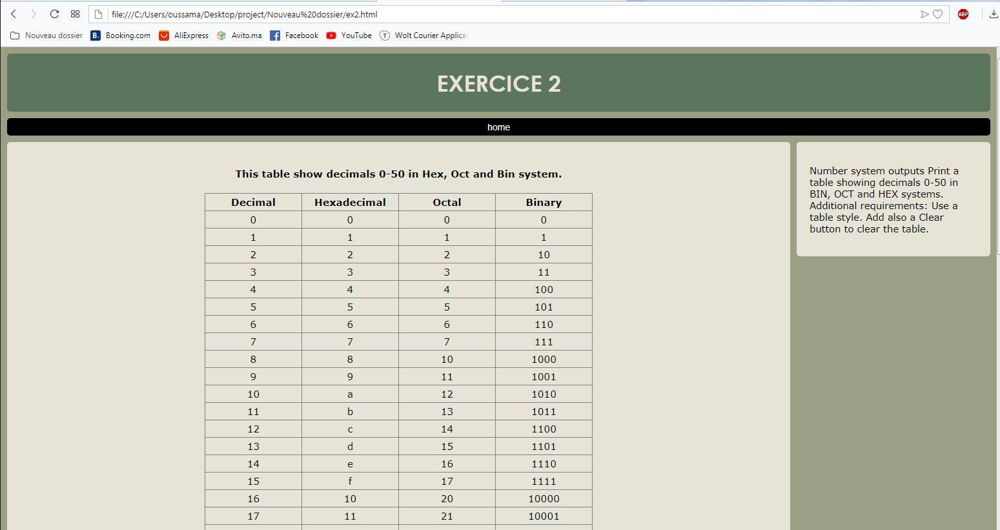 file:///C:/Users/oussama/Desktop/project/Nouveau%20dossier/ex2.html
ABP
Nouveau dossier B. Booking.com AliExpress Avito.ma f Facebook YouTube T Wolt Courier Applicat
EXERCICE 2
home
This table show decimals 0-50 in Hex, Oct and Bin system.
Decimal Hexadecimal Octal Binary
0 0 0 0
1 1 1 1
2 2 2 10
3 3 3 11
4 4 4 100
5 5 5 101
6 6 6 110
7 7 7 111
8 8 10 1000
9 9 11 1001
10 a 12 1010
11 b 13 1011
12 c 14 1100
13 d 15 1101
14 e 16 1110
15 f 17 1111
16 10 20 10000
17 11 21 10001
Number system outputs Print a
table showing decimals 0-50 in
BIN, OCT and HEX systems.
Additional requirements: Use a
table style. Add also a Clear
button to clear the table.